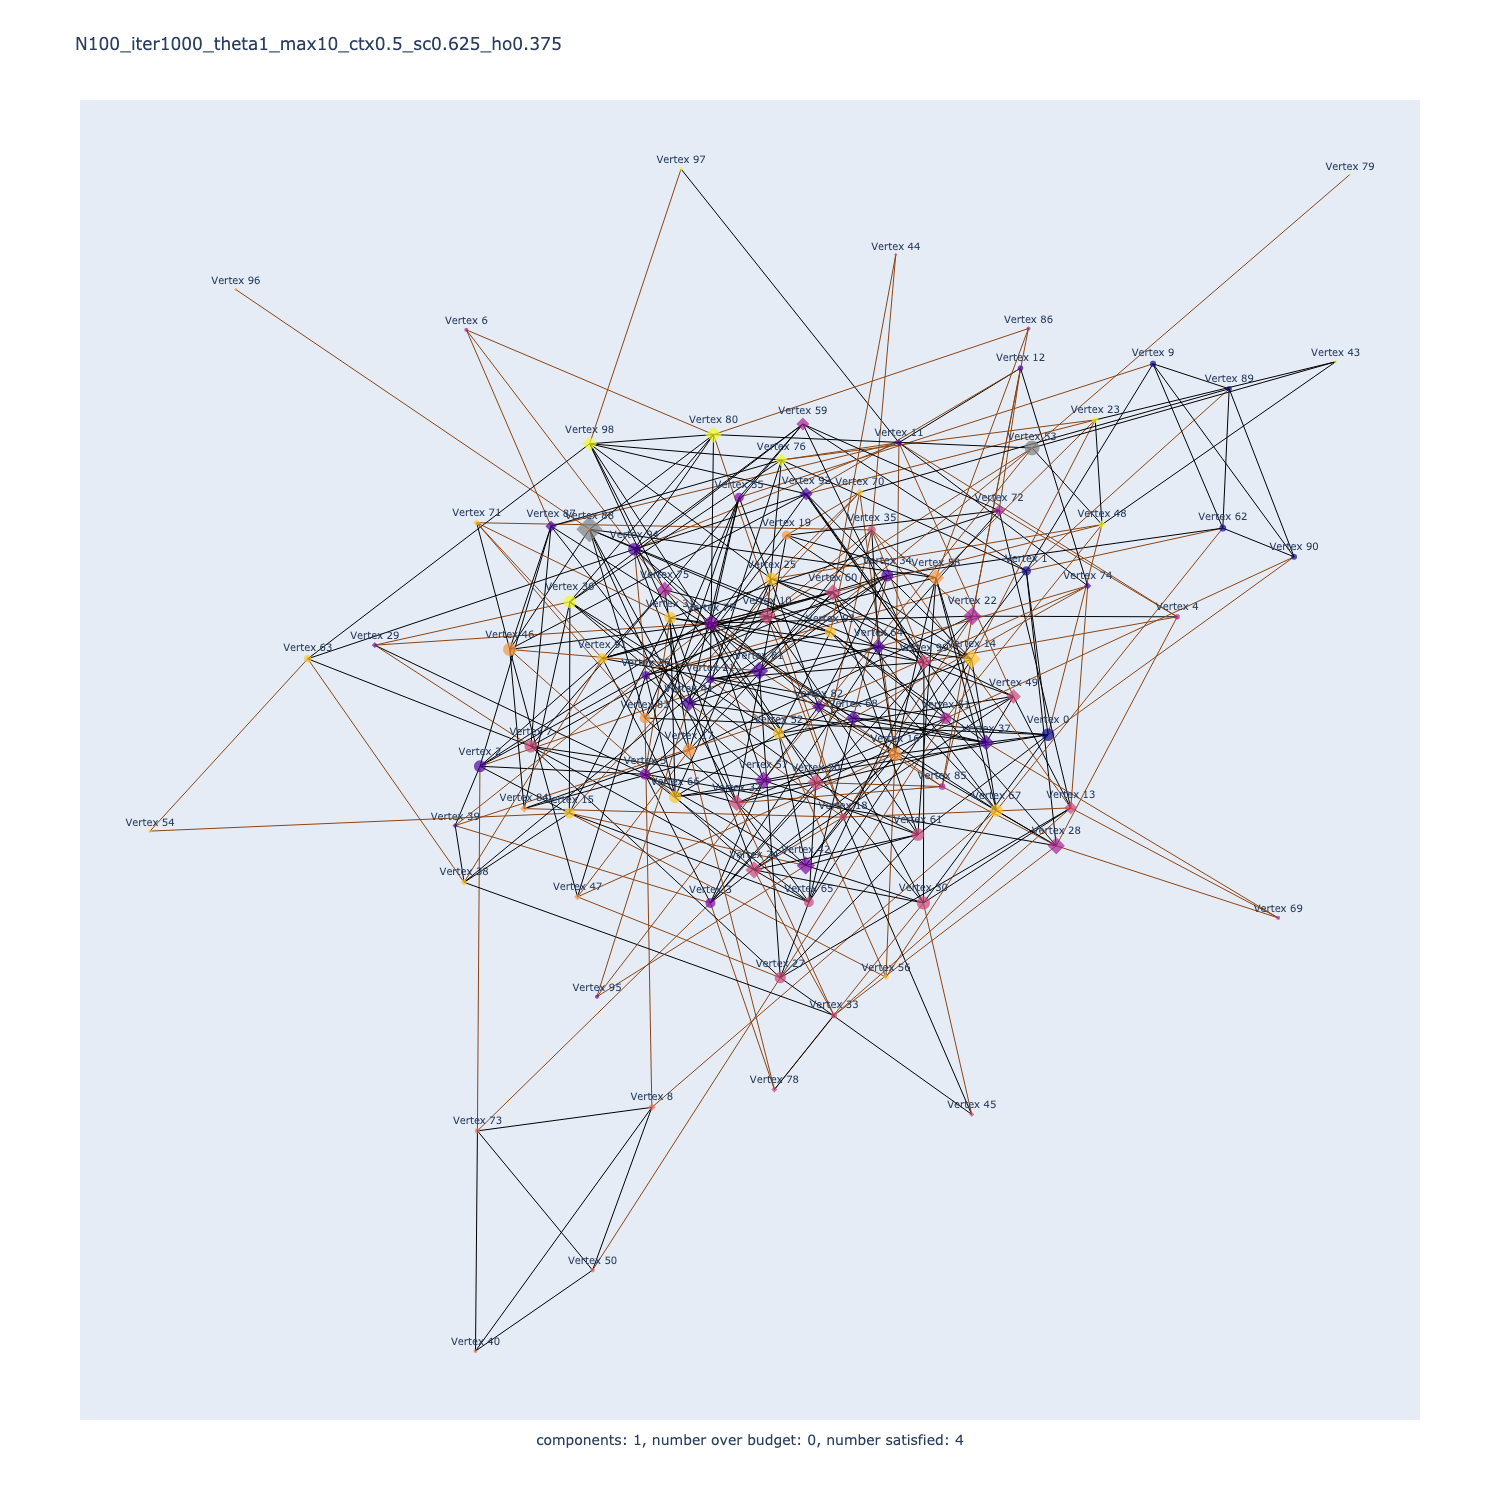 N100_iter1000_theta1_max10_ctx0.5_sc0.625_ho0.375
Vertex 97
Vertex 79
Vertex 44
Vertex 96
Vertex 6
Vertex 86
Vertex 12
Vertex 9
Vertex 43
Vertex 89
Vertex 59
Vertex 23
Vertex 80
Vertex 98
Vertex 11
Vertex 53
Vertex 76
Vertex 70
Vertex 92
Vertex 72
Vertex 71
Vertex 87
Vertex 48
Vertex 62
Vertex 19
Vertex 35
Vertex 90
Vertex 1
Vertex 34
Vertex 25
Vertex 75
Vertex 74
Vertex 60
Vertex 36
Vertex 10
Vertex 22
Vertex 4
Vertex 29
Vertex 46
Vertex 63
Vertex 64
Vertex 14
Vertex 49
Vertex 82
Vertex 68
Vertex 52
Vertex 0
Vertex 37
Vertex 16
Vertex 2
Vertex 66
Vertex 85
Vertex 67
Vertex 13
Vertex 84
Vertex 15
Vertex 18
Vertex 54
Vertex 39
Vertex 61
Vertex 28
Vertex 42
Vertex 38
Vertex 47
Vertex 3
Vertex 65
Vertex 30
Vertex 69
Vertex 27
Vertex 56
Vertex 95
Vertex 33
Vertex 78
Vertex 8
Vertex 45
Vertex 73
Vertex 50
Vertex 40
components: 1, number over budget: 0, number satisfied: 4